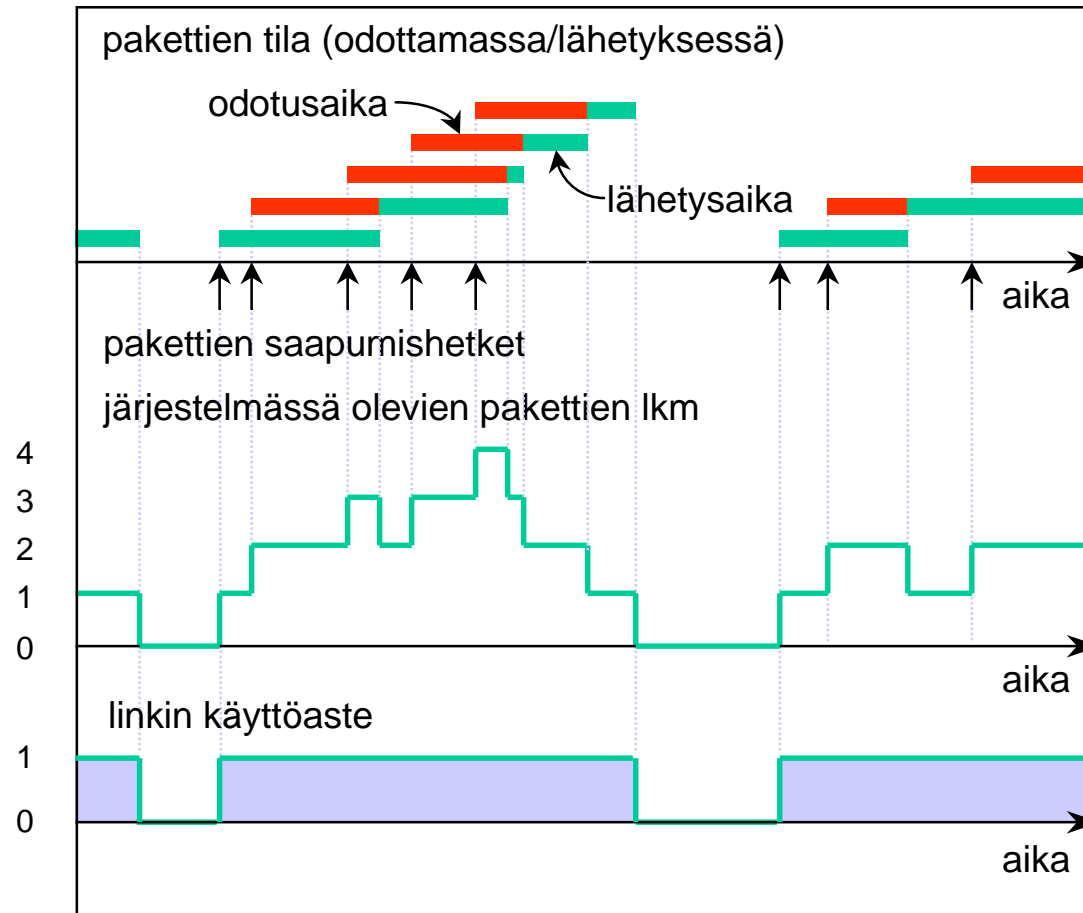 pakettien tila (odottamassa/lähetyksessä)
odotusaika
lähetysaika
aika
pakettien saapumishetket
järjestelmässä olevien pakettien lkm
4
3
2
1
0
aika
linkin käyttöaste
1
0
aika